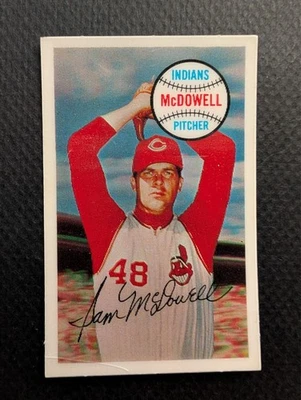 INDIANS
McDOWELL
PITCHER
C
48
Sam McDowell